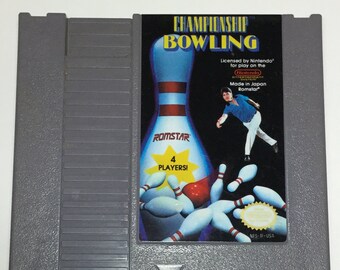 CHAMPIONSHIP
BOWLING
Licensed by Nintendo
for play on the
Nintendo
Made in Japan
Romstar
ROMSTAR
4
PLAYERS!